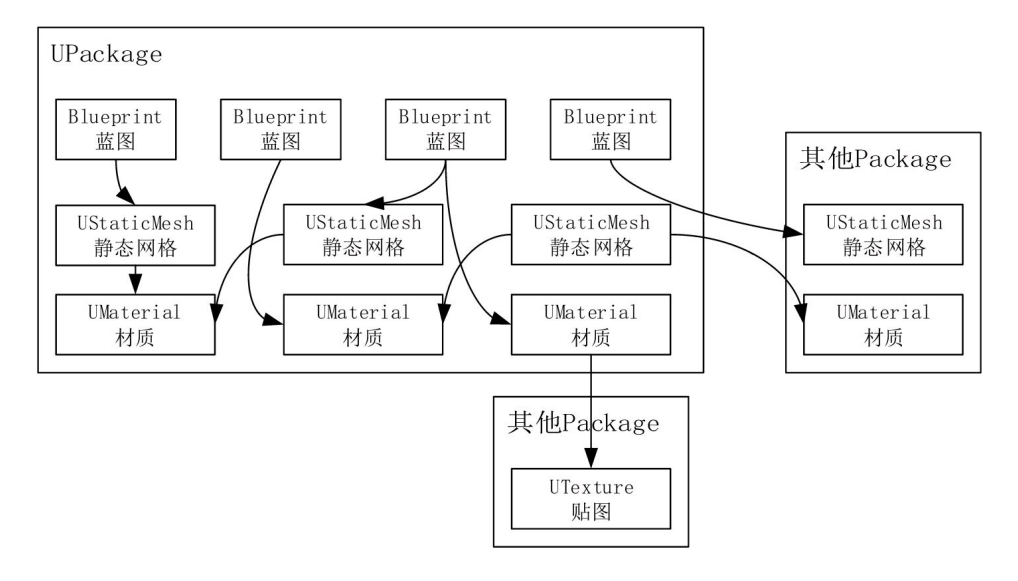 UPackage
Blueprint
蓝图
Blueprint
蓝图
Blueprint
蓝图
Blueprint
蓝图
UStaticMesh
静态网格
UStaticMesh
静态网格
UStaticMesh
静态网格
UMaterial
材质
UMaterial
材质
UMaterial
材质
其他Package
UStaticMesh
静态网格
UMaterial
材质
其他Package
UTexture
贴图